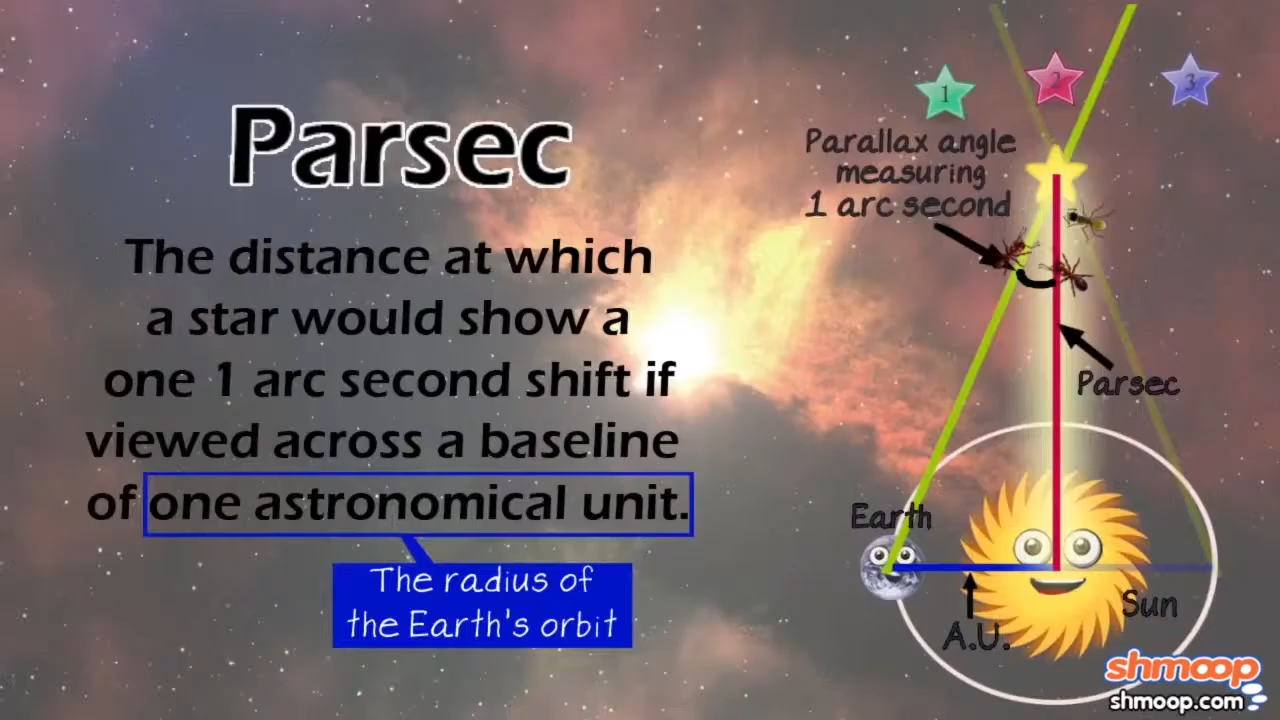 Parsec
The distance at which
a star would show a
one 1 arc second shift if
viewed across a baseline
of one astronomical unit.
The radius of
the Earth's orbit
1
2
3
Parallax angle
measuring
1 arc second
Parsec
Earth
Sun
A.U.
shmoop
shmoop.com